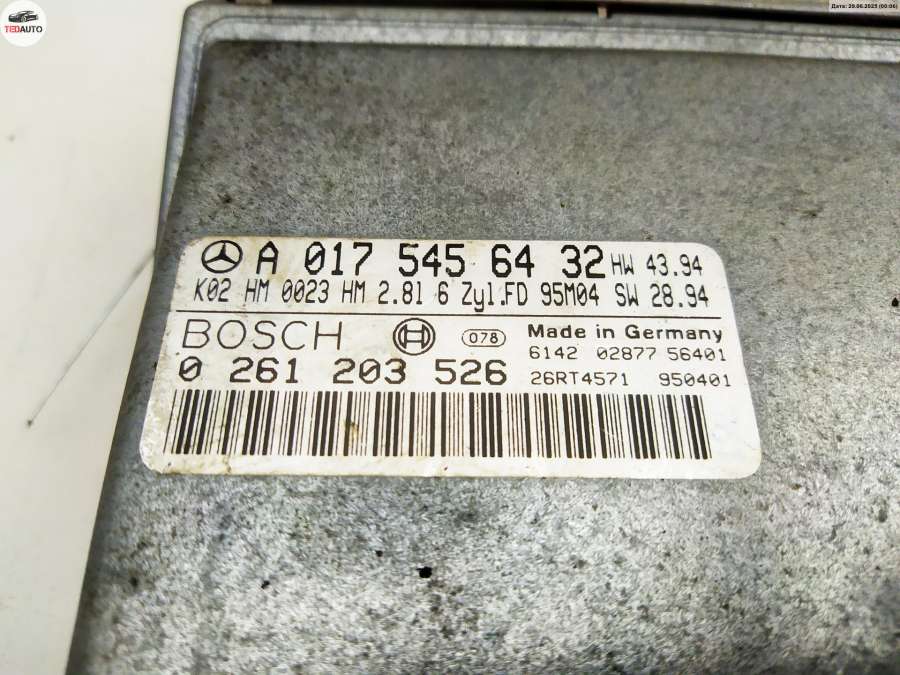 TEDAUTO
Дата: 29.06.2025 (00:06)
A 017 545 64 32 HW 43.94
K02 HM 0023 HM 2.8l 6 Zyl.FD 95M04 SW 28.94
BOSCH 078 Made in Germany
6142 02877 56401
0 261 203 526 26RT4571 950401